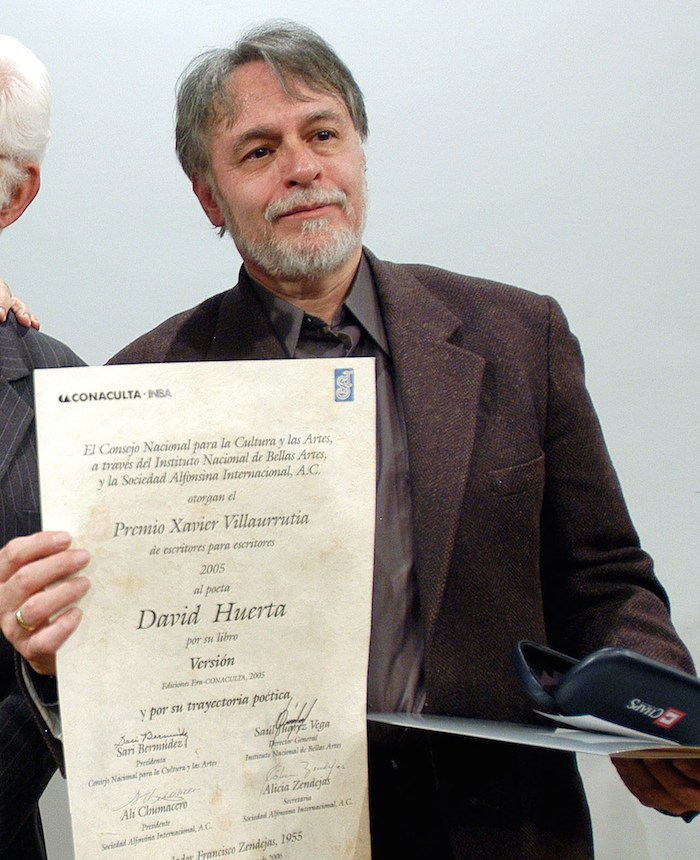 CONACULTA · INBA
El Consejo Nacional para la Cultura y las Artes,
a través del Instituto Nacional de Bellas Artes,
y la Sociedad Alfonsina Internacional, A.C.
otorgan el
Premio Xavier Villaurrutia
de escritores para escritores
2005
al poeta
David Huerta
por su libro
Versión
Ediciones Era-CONACULTA, 2005
y por su trayectoria poética,
Sari Bermúdez
Presidenta
Consejo Nacional para la Cultura y las Artes
Saúl Vega
Director General
Instituto Nacional de Bellas Artes
Alí Chumacero
Presidente
Sociedad Alfonsina Internacional, A.C.
Alicia Zendejas
Secretaria
Sociedad Alfonsina Internacional, A.C.
Francisco Zendejas, 1955
2006
CHAPS